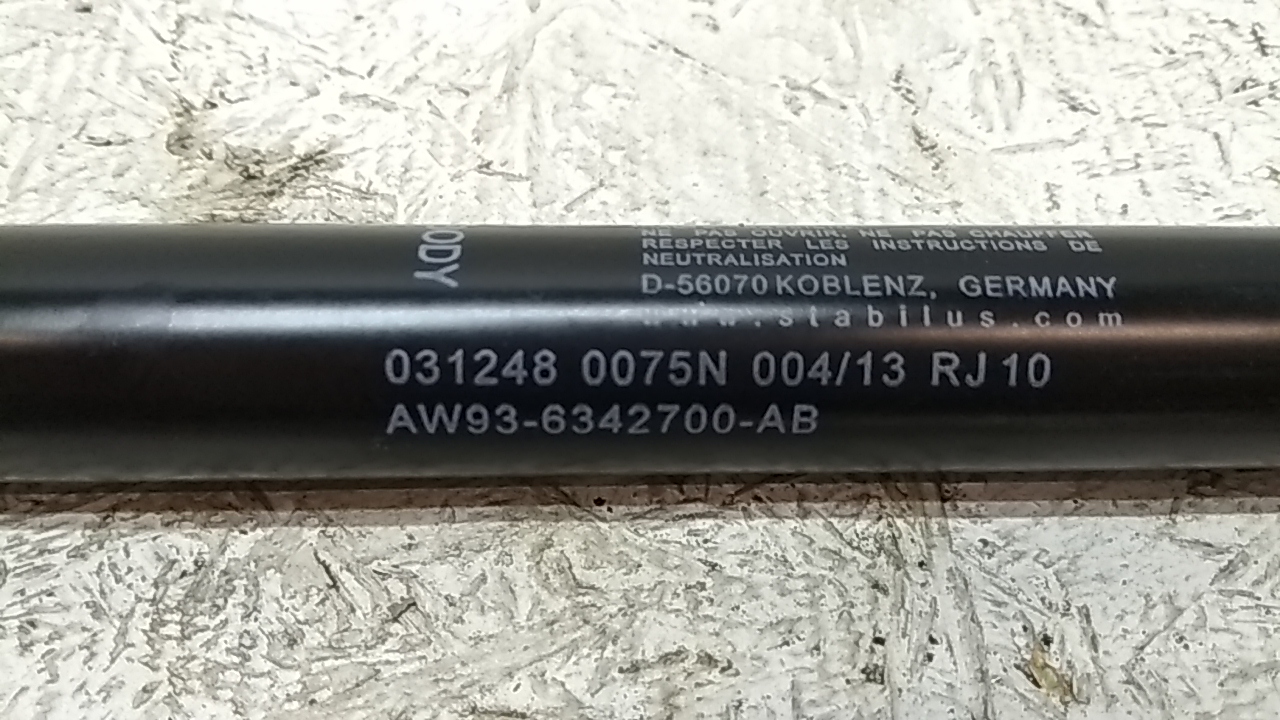 ODY
NE PAS OUVRIR. NE PAS CHAUFFER
RESPECTER LES INSTRUCTIONS DE
NEUTRALISATION
D-56070 KOBLENZ, GERMANY
www.stabilus.com
031248 0075N 004/13 RJ 10
AW93-6342700-AB